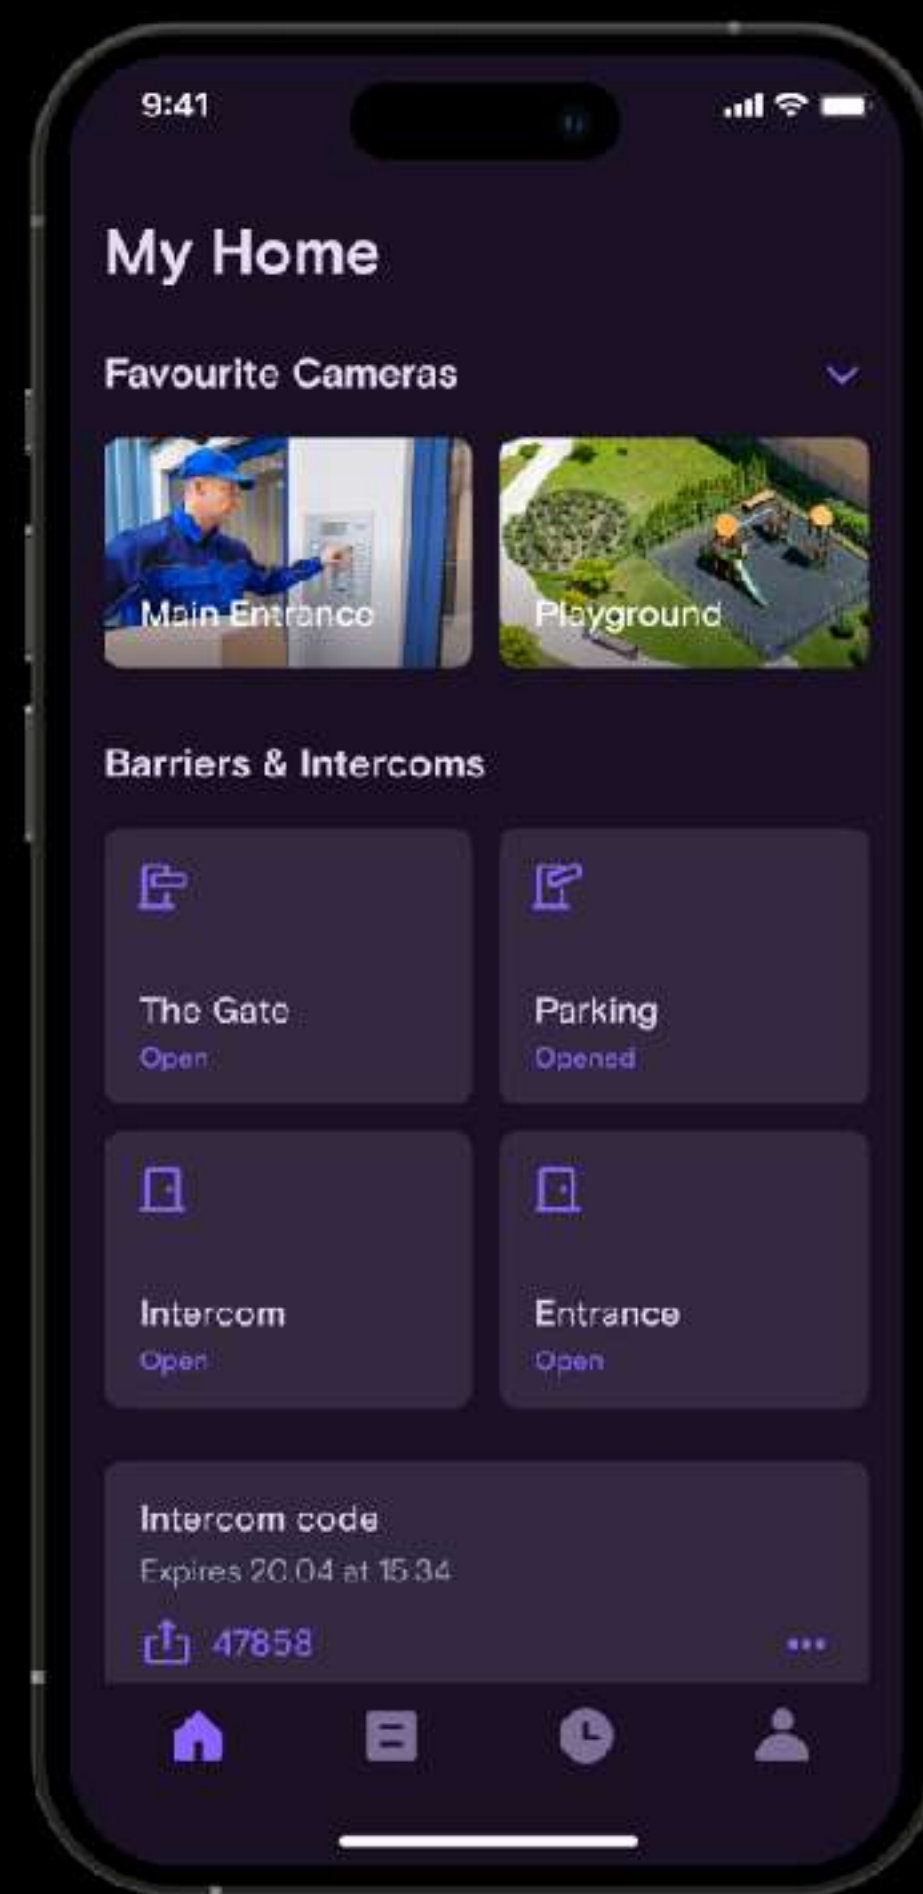 9:41
My Home
Favourite Cameras
Main Entrance
Playground
Barriers & Intercoms
The Gate
Open
Parking
Opened
Intercom
Open
Entrance
Open
Intercom code
Expires 20.04 at 15:34
47858